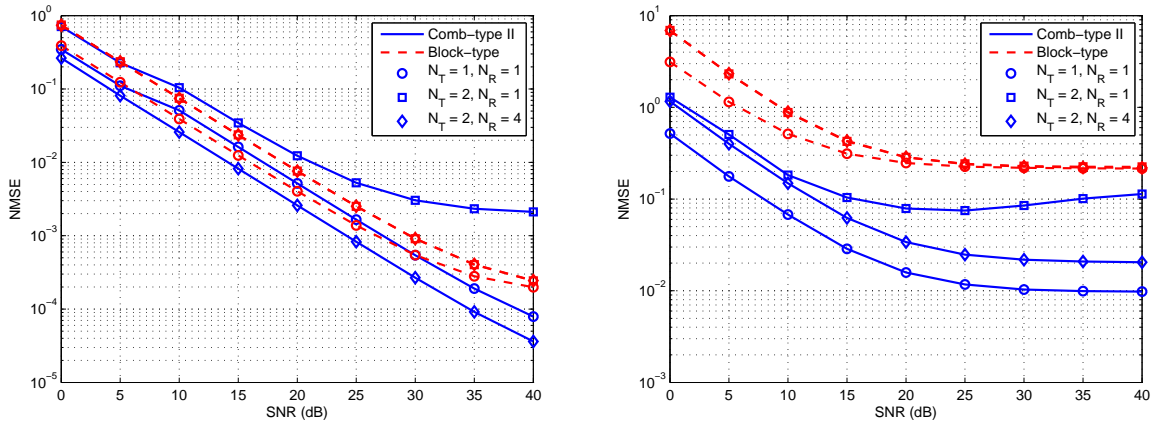 10^0
10^-1
10^-2
10^-3
10^-4
10^-5
NMSE
0 5 10 15 20 25 30 35 40
SNR (dB)
Comb−type II
Block−type
N_T = 1, N_R = 1
N_T = 2, N_R = 1
N_T = 2, N_R = 4
10^1
10^0
10^-1
10^-2
10^-3
NMSE
0 5 10 15 20 25 30 35 40
SNR (dB)
Comb−type II
Block−type
N_T = 1, N_R = 1
N_T = 2, N_R = 1
N_T = 2, N_R = 4